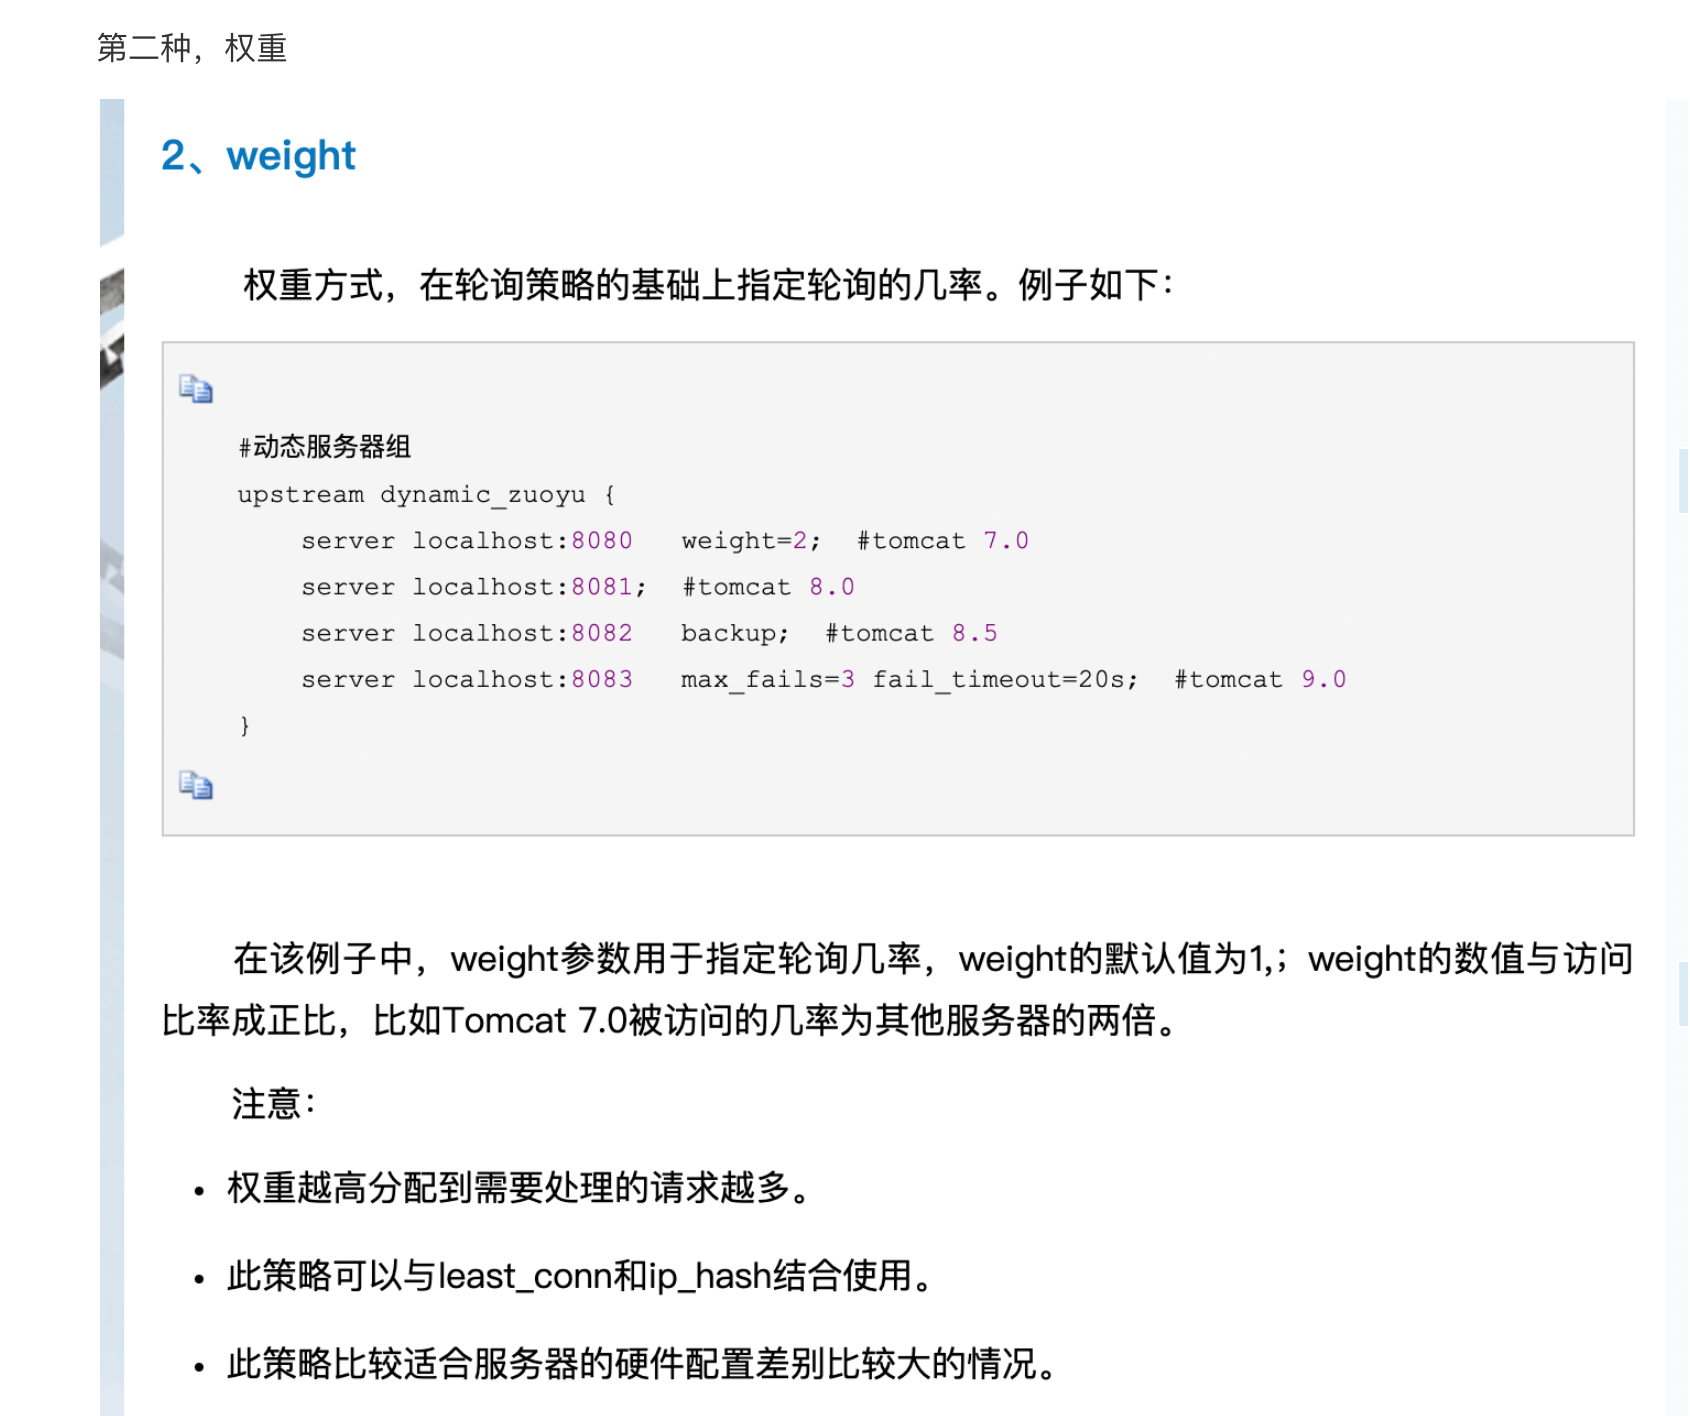 第二种，权重
2、weight
权重方式，在轮询策略的基础上指定轮询的几率。例子如下：
#动态服务器组
upstream dynamic_zuoyu {
server localhost:8080   weight=2;  #tomcat 7.0
server localhost:8081;  #tomcat 8.0
server localhost:8082   backup;  #tomcat 8.5
server localhost:8083   max_fails=3 fail_timeout=20s;  #tomcat 9.0
}
在该例子中，weight参数用于指定轮询几率，weight的默认值为1,；weight的数值与访问
比率成正比，比如Tomcat 7.0被访问的几率为其他服务器的两倍。
注意：
• 权重越高分配到需要处理的请求越多。
• 此策略可以与least_conn和ip_hash结合使用。
• 此策略比较适合服务器的硬件配置差别比较大的情况。